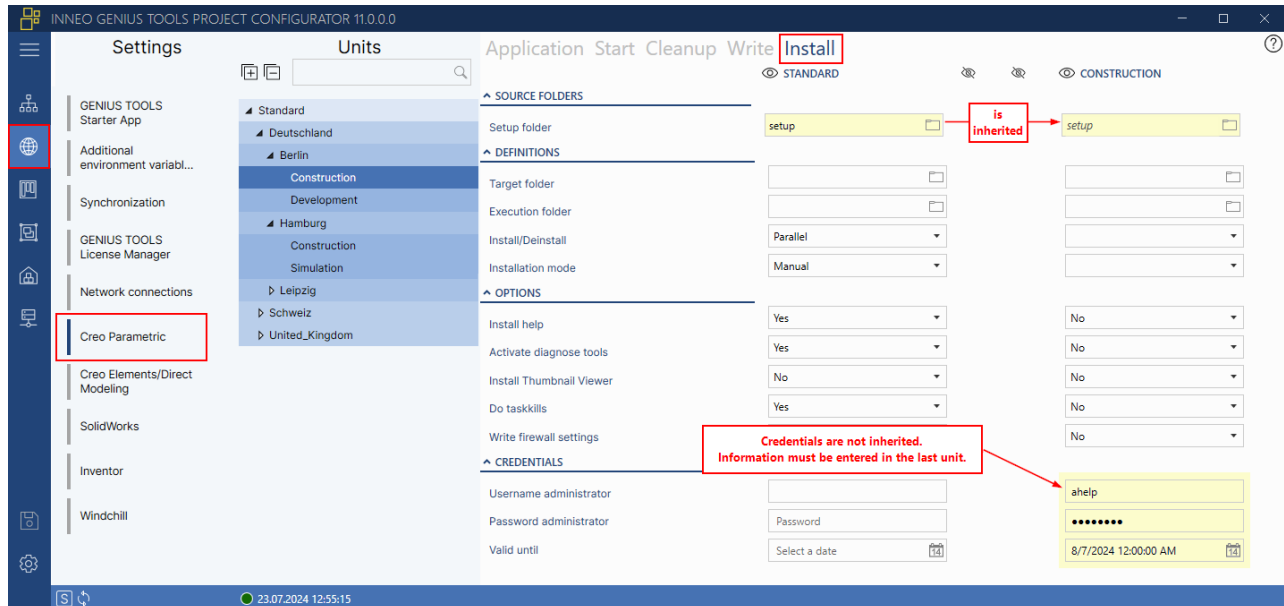 INNEO GENIUS TOOLS PROJECT CONFIGURATOR 11.0.0.0
Settings
GENIUS TOOLS
Starter App
Additional
environment variabl...
Synchronization
GENIUS TOOLS
License Manager
Network connections
Creo Parametric
Creo Elements/Direct
Modeling
SolidWorks
Inventor
Windchill
Units
Standard
Deutschland
Berlin
Construction
Development
Hamburg
Construction
Simulation
Leipzig
Schweiz
United_Kingdom
Application Start Cleanup Write Install
STANDARD CONSTRUCTION
SOURCE FOLDERS
Setup folder setup setup
is
inherited
DEFINITIONS
Target folder
Execution folder
Install/Deinstall Parallel
Installation mode Manual
OPTIONS
Install help Yes No
Activate diagnose tools Yes No
Install Thumbnail Viewer No No
Do taskkills Yes No
Write firewall settings No
Credentials are not inherited.
Information must be entered in the last unit.
CREDENTIALS
Username administrator ahelp
Password administrator Password ●●●●●●●●
Valid until Select a date 14 8/7/2024 12:00:00 AM 14
S 23.07.2024 12:55:15